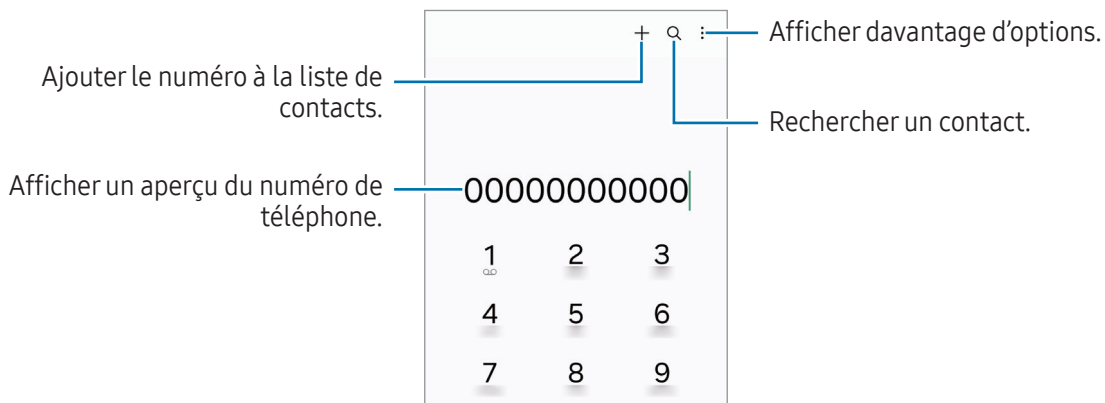 Afficher davantage d’options.
Ajouter le numéro à la liste de
contacts.
Rechercher un contact.
Afficher un aperçu du numéro de
téléphone.
00000000000
1 2 3
4 5 6
7 8 9